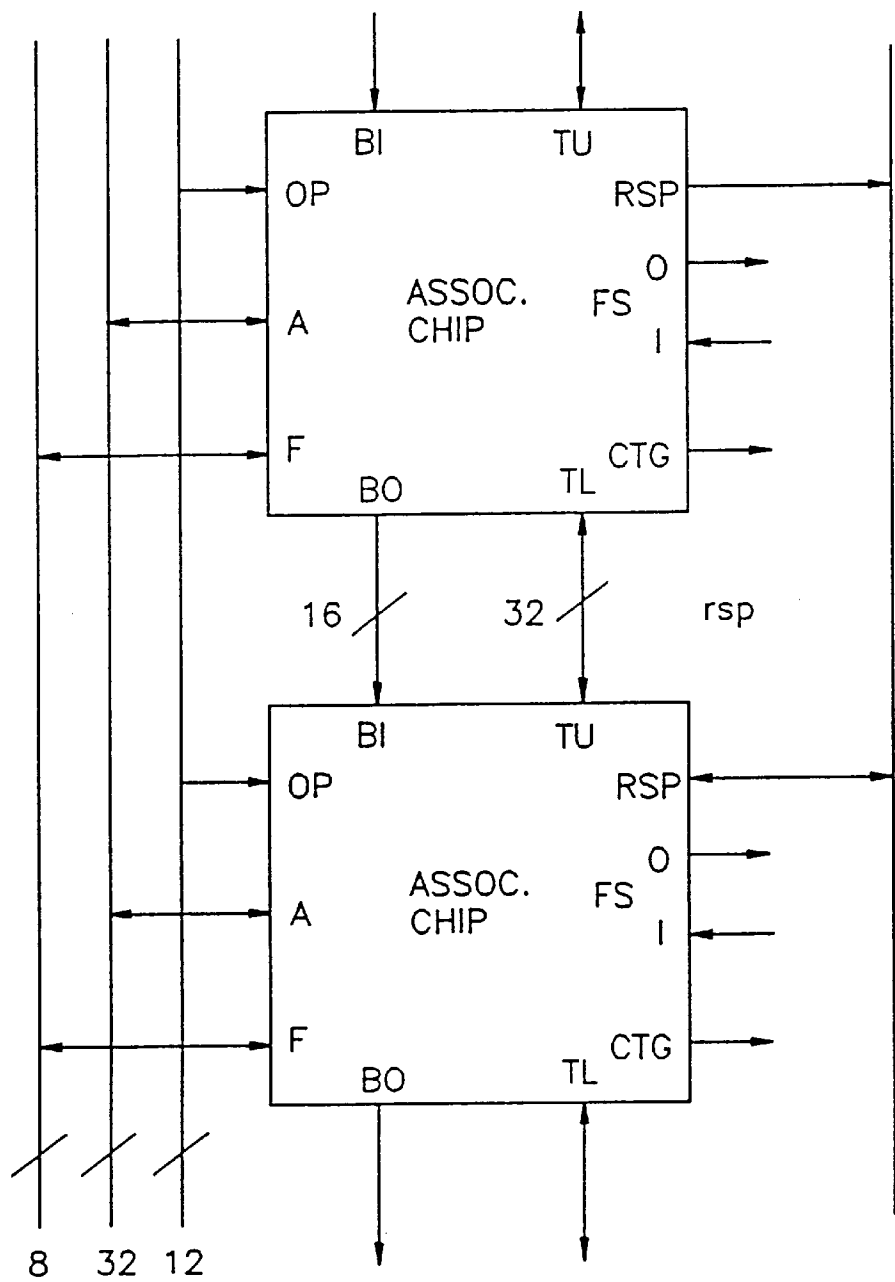 BI TU
OP RSP
O
ASSOC. FS
CHIP
A I
F CTG
BO TL
16 32 rsp
BI TU
OP RSP
O
ASSOC. FS
CHIP
A I
F CTG
BO TL
8 32 12